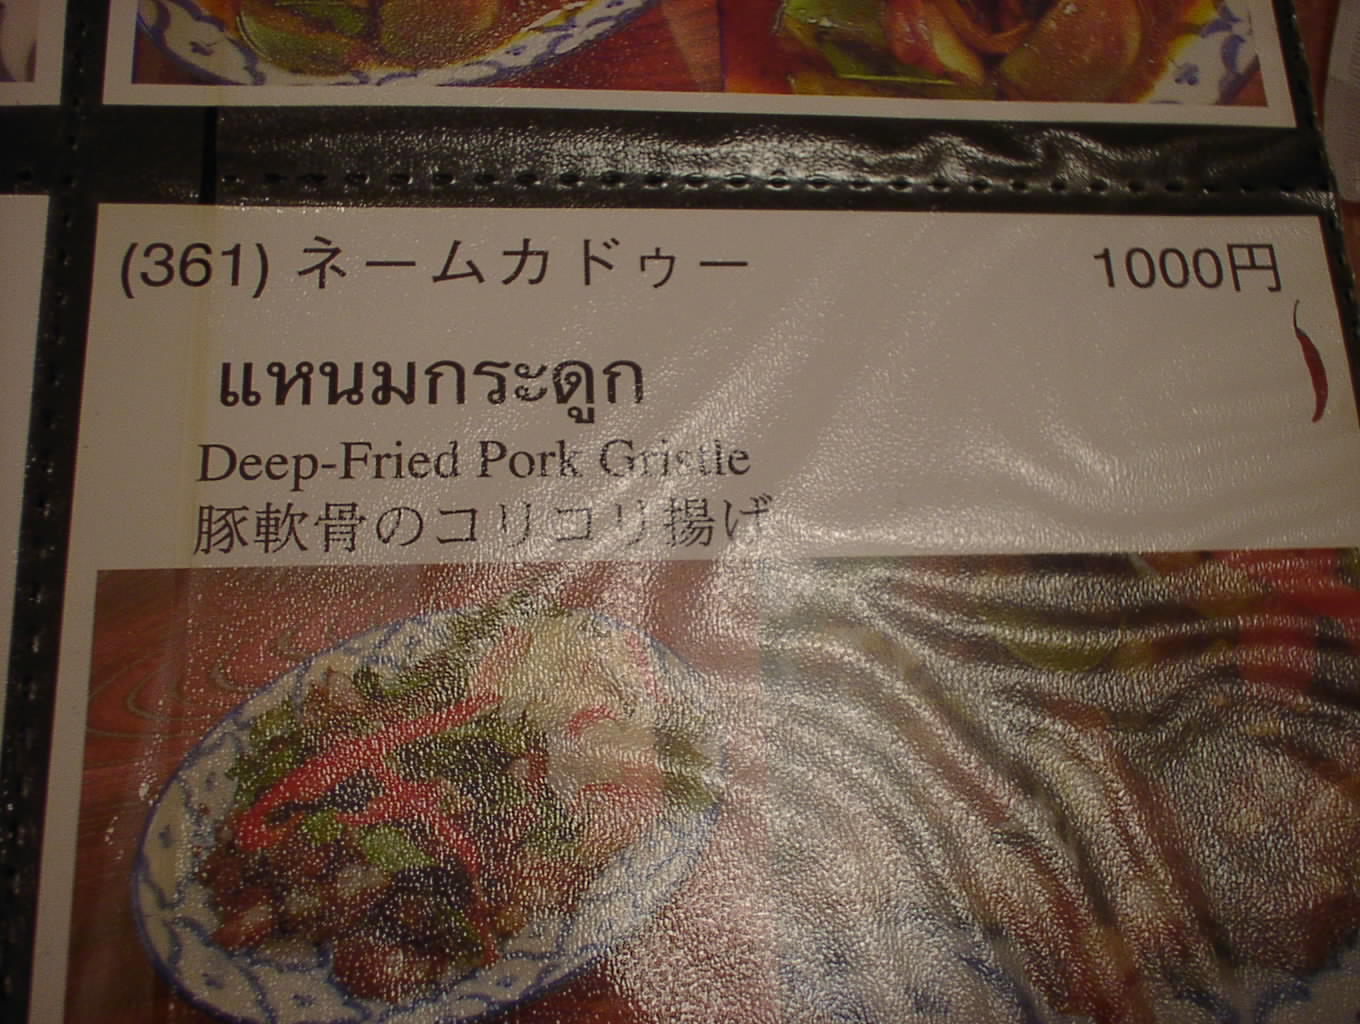 (361) ネームカドゥー 1000円
แหนมกระดูก
Deep-Fried Pork Gristle
豚軟骨のコリコリ揚げ